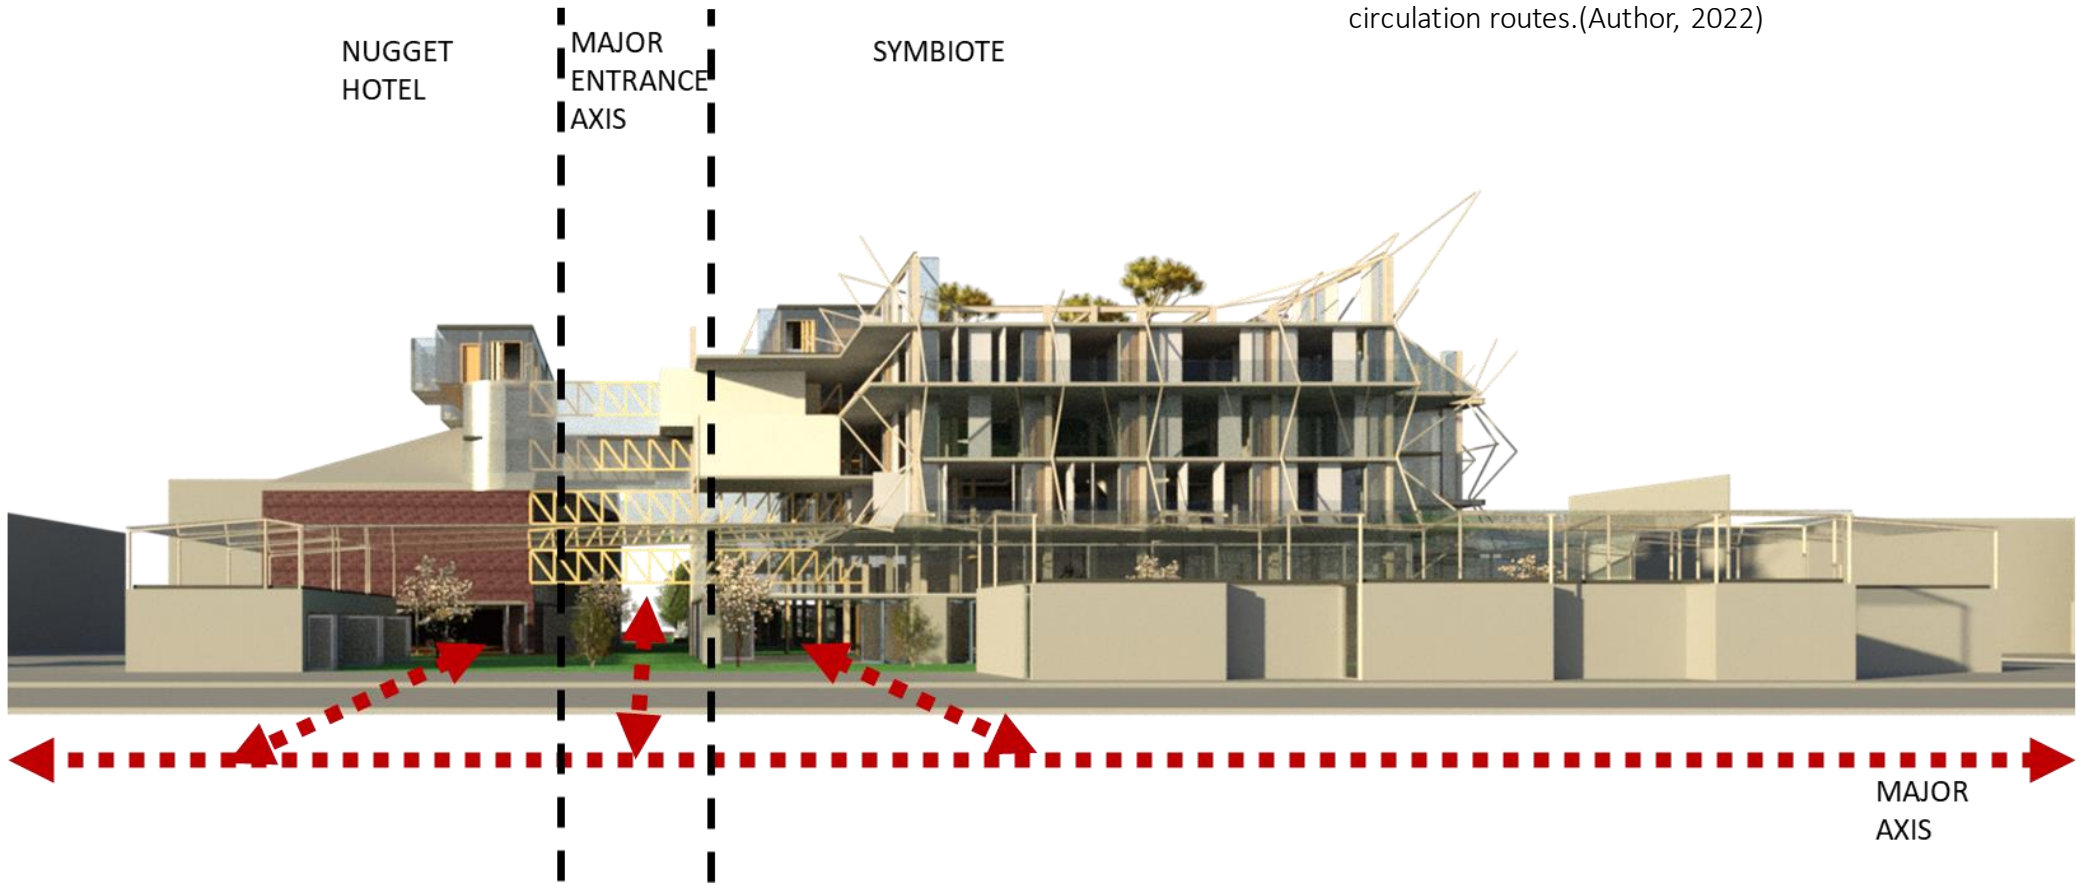 circulation routes.(Author, 2022)
NUGGET
HOTEL
MAJOR
ENTRANCE
AXIS
SYMBIOTE
MAJOR
AXIS